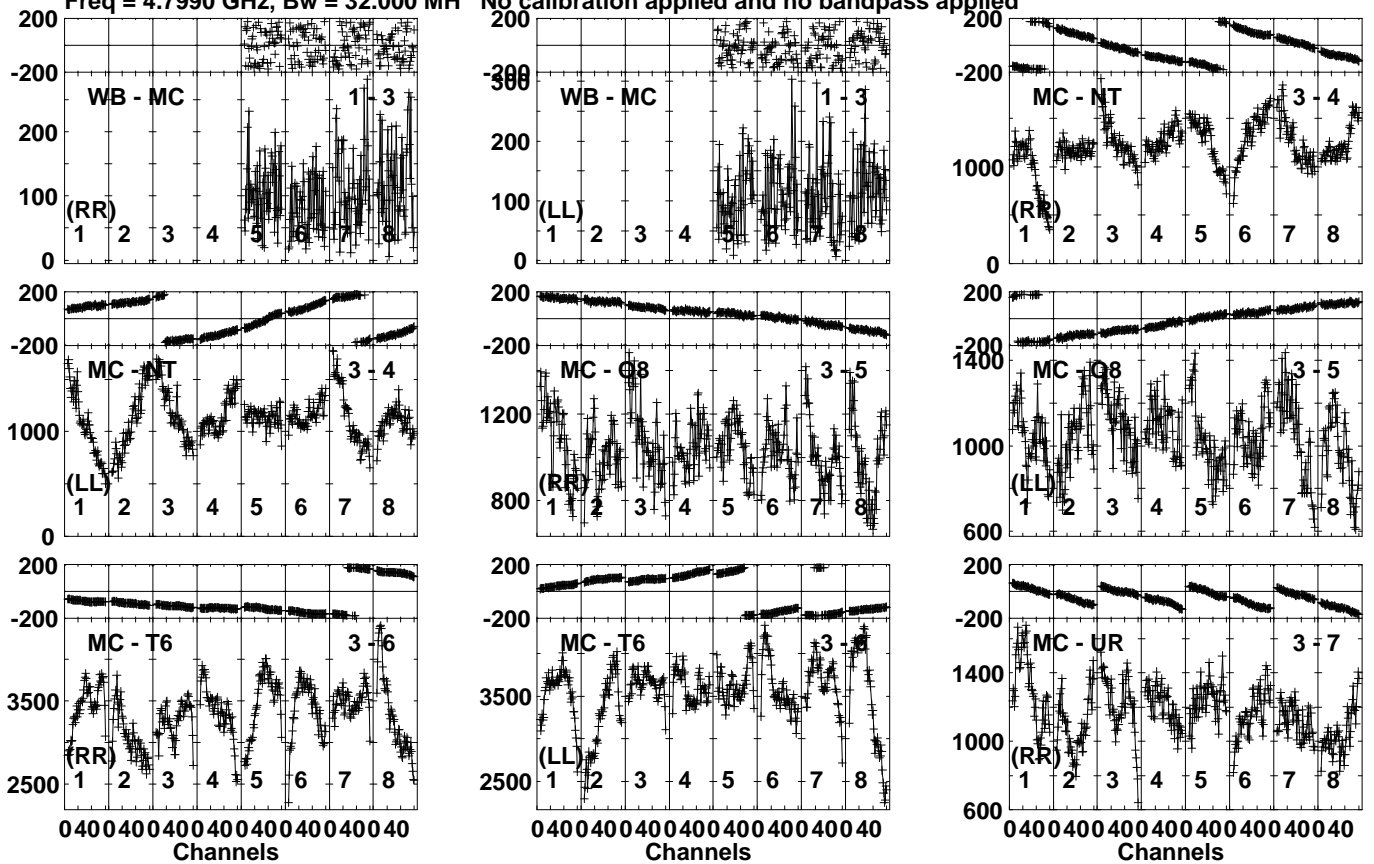 Freq = 4.7990 GHz, Bw = 32.000 MH No calibration applied and no bandpass applied
200
-200
WB - MC 1 - 3
200
100
0
(RR)
1 2 3 4 5 6 7 8
200
-200
300
WB - MC 1 - 3
200
100
0
(LL)
1 2 3 4 5 6 7 8
200
-200
MC - NT 3 - 4
1000
0
(RR)
1 2 3 4 5 6 7 8
200
-200
MC - NT 3 - 4
1000
0
(LL)
1 2 3 4 5 6 7 8
200
-200
MC - O8 3 - 5
1200
800
(RR)
1 2 3 4 5 6 7 8
200
-200
1400
MC - O8 3 - 5
1000
600
(LL)
1 2 3 4 5 6 7 8
200
-200
MC - T6 3 - 6
3500
2500
(RR)
1 2 3 4 5 6 7 8
040040040040040040040040
Channels
200
-200
MC - T6 3 - 6
3500
2500
(LL)
1 2 3 4 5 6 7 8
040040040040040040040040
Channels
200
-200
MC - UR 3 - 7
1400
1000
600
(RR)
1 2 3 4 5 6 7 8
040040040040040040040040
Channels